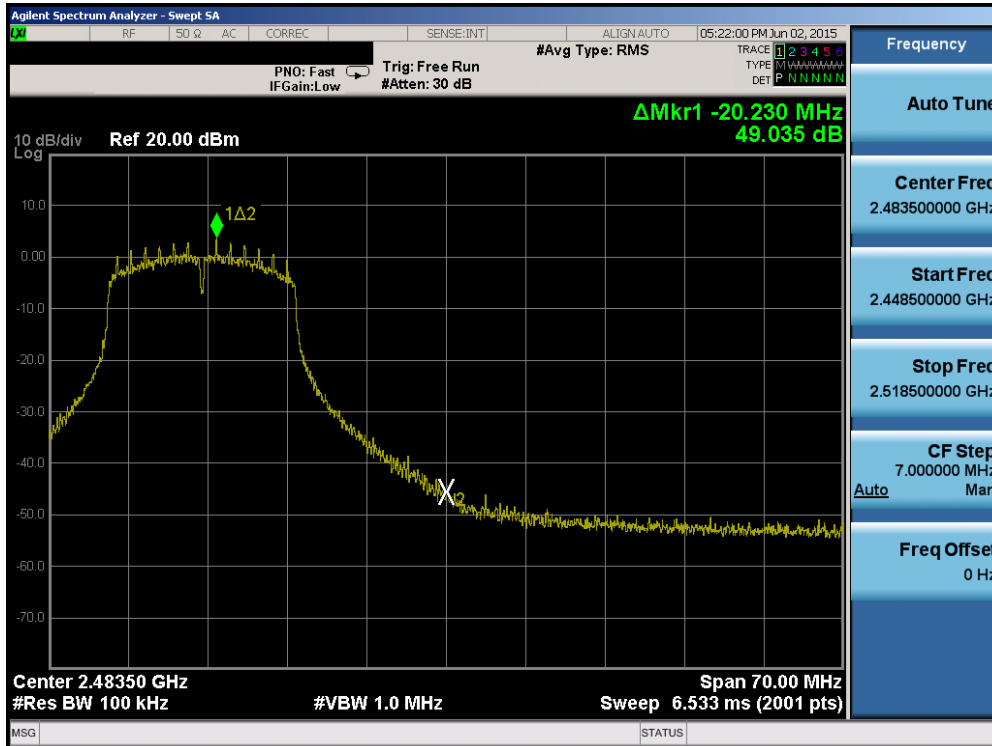 Agilent Spectrum Analyzer - Swept SA
LXI RF 50 Ω AC CORREC SENSE:INT ALIGN AUTO 05:22:00 PM Jun 02, 2015
#Avg Type: RMS
TRACE 1 2 3 4 5 6
TYPE M
DET P N N N N N
PNO: Fast
IFGain:Low
Trig: Free Run
#Atten: 30 dB
ΔMkr1 -20.230 MHz
49.035 dB
10 dB/div
Log
Ref 20.00 dBm
10.0
0.00
-10.0
-20.0
-30.0
-40.0
-50.0
-60.0
-70.0
1Δ2
X2
Center 2.48350 GHz
Span 70.00 MHz
#Res BW 100 kHz
#VBW 1.0 MHz
Sweep 6.533 ms (2001 pts)
MSG
STATUS
Frequency
Auto Tune
Center Freq
2.483500000 GHz
Start Freq
2.448500000 GHz
Stop Freq
2.518500000 GHz
CF Step
7.000000 MHz
Auto Man
Freq Offset
0 Hz